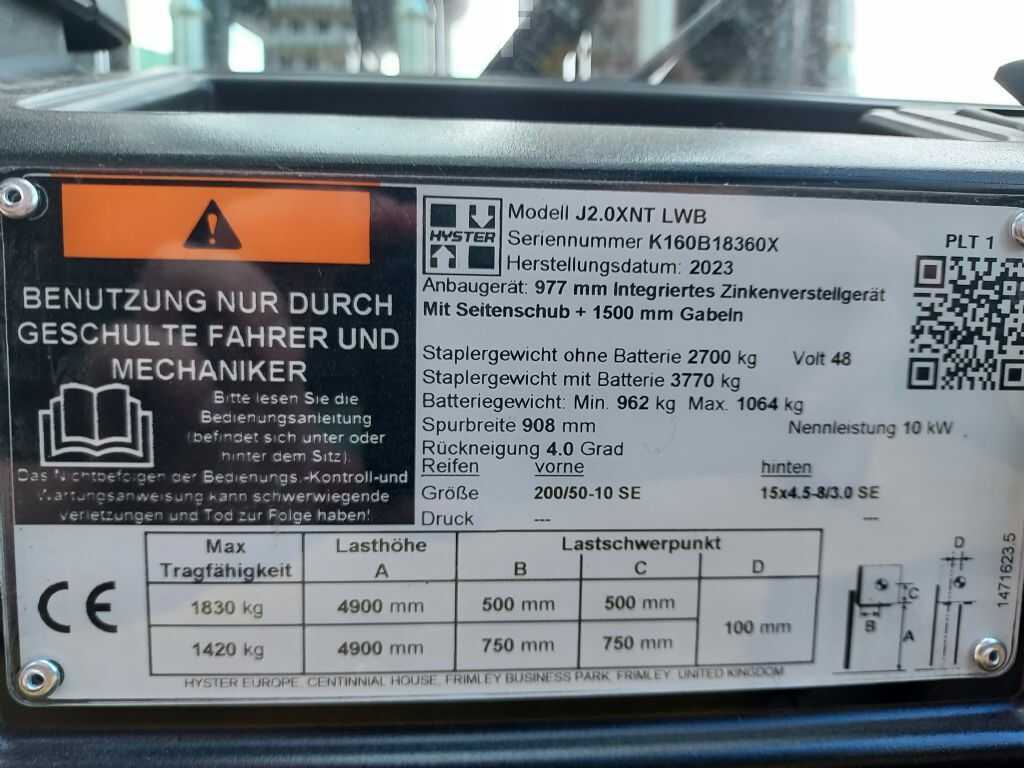 BENUTZUNG NUR DURCH
GESCHULTE FAHRER UND
MECHANIKER
Bitte lesen Sie die
Bedienungsanleitung
(befindet sich unter oder
hinter dem Sitz).
Das Nichtbefolgen der Bedienungs.-Kontroll-und
Wartungsanweisung kann schwerwiegende
verletzungen und Tod zur Folge haben!
HYSTER
Modell J2.0XNT LWB
Seriennummer K160B18360X
Herstellungsdatum: 2023
Anbaugerät: 977 mm Integriertes Zinkenverstellgerät
Mit Seitenschub + 1500 mm Gabeln
Staplergewicht ohne Batterie 2700 kg Volt 48
Staplergewicht mit Batterie 3770 kg
Batteriegewicht: Min. 962 kg Max. 1064 kg
Spurbreite 908 mm Nennleistung 10 kW
Rückneigung 4.0 Grad
Reifen vorne hinten
Größe 200/50-10 SE 15x4.5-8/3.0 SE
Druck --- ---
PLT 1
Max Tragfähigkeit Lasthöhe A Lastschwerpunkt B C D
1830 kg 4900 mm 500 mm 500 mm 100 mm
1420 kg 4900 mm 750 mm 750 mm
CE
D
C
B
A
1471623.5
HYSTER EUROPE, CENTINNIAL HOUSE, FRIMLEY BUSINESS PARK, FRIMLEY, UNITED KINGDOM